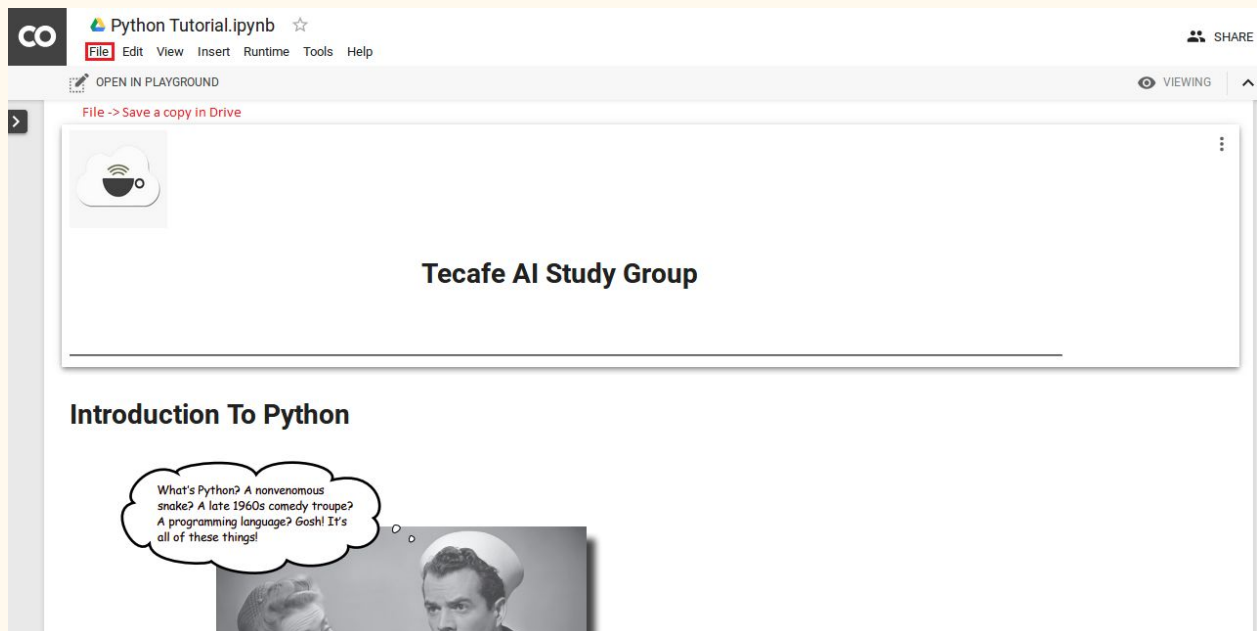 CO
Python Tutorial.ipynb
File Edit View Insert Runtime Tools Help
SHARE
OPEN IN PLAYGROUND
VIEWING
File -> Save a copy in Drive
Tecafe AI Study Group
Introduction To Python
What's Python? A nonvenomous
snake? A late 1960s comedy troupe?
A programming language? Gosh! It's
all of these things!